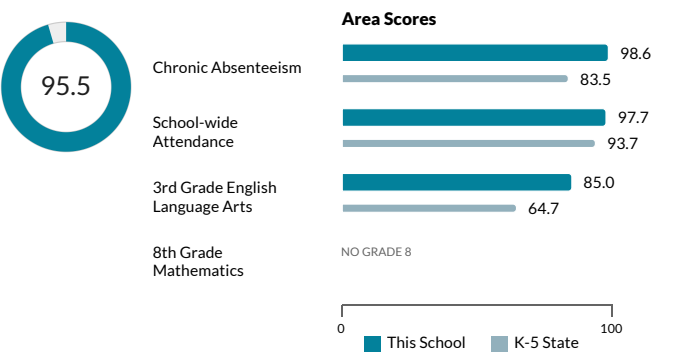 Area Scores
95.5
Chronic Absenteeism
98.6
83.5
School-wide
Attendance
97.7
93.7
3rd Grade English
Language Arts
85.0
64.7
8th Grade
Mathematics
NO GRADE 8
0
100
This School
K-5 State